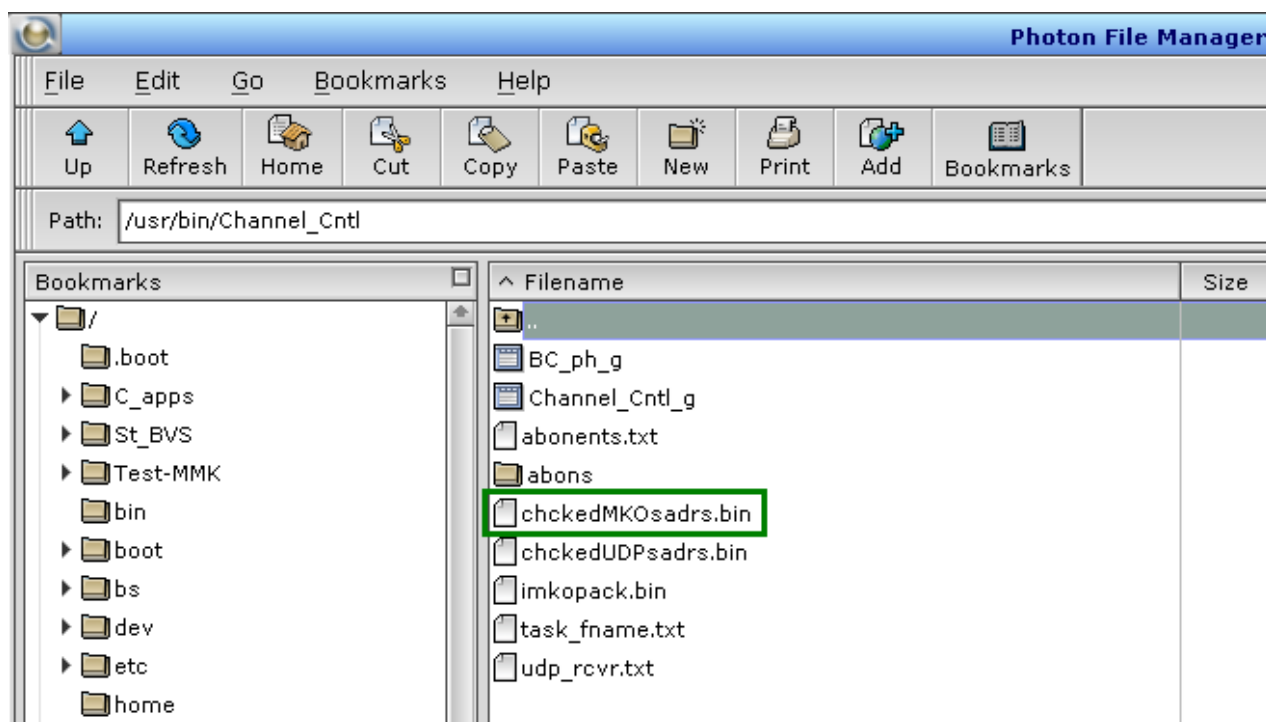 Photon File Manager
File Edit Go Bookmarks Help
Up Refresh Home Cut Copy Paste New Print Add Bookmarks
Path: /usr/bin/Channel_Cntl
Bookmarks
/
.boot
C_apps
St_BVS
Test-MMK
bin
boot
bs
dev
etc
home
^ Filename Size
..
BC_ph_g
Channel_Cntl_g
abonents.txt
abons
chckedMKOsadrs.bin
chckedUDPsadrs.bin
imkopack.bin
task_fname.txt
udp_rcvr.txt